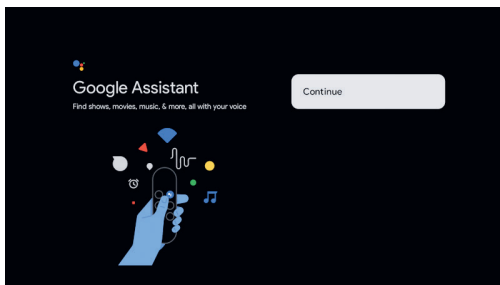 Google Assistant
Find shows, movies, music, & more, all with your voice
Continue